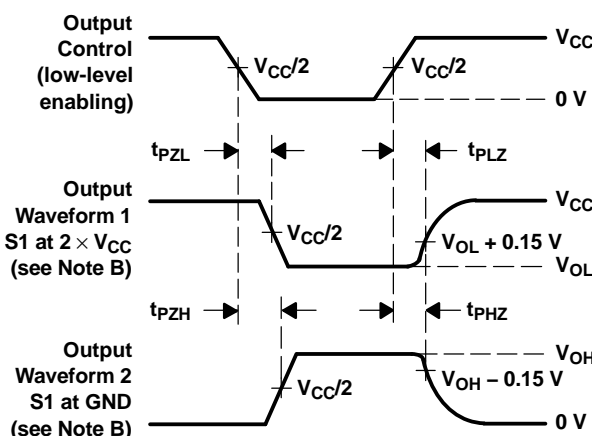 Output
Control
(low-level
enabling)
VCC/2
VCC/2
VCC
0 V
tPZL
tPLZ
Output
Waveform 1
S1 at 2 × VCC
(see Note B)
VCC/2
VCC
VOL + 0.15 V
VOL
tPZH
tPHZ
Output
Waveform 2
S1 at GND
(see Note B)
VCC/2
VOH
VOH – 0.15 V
0 V